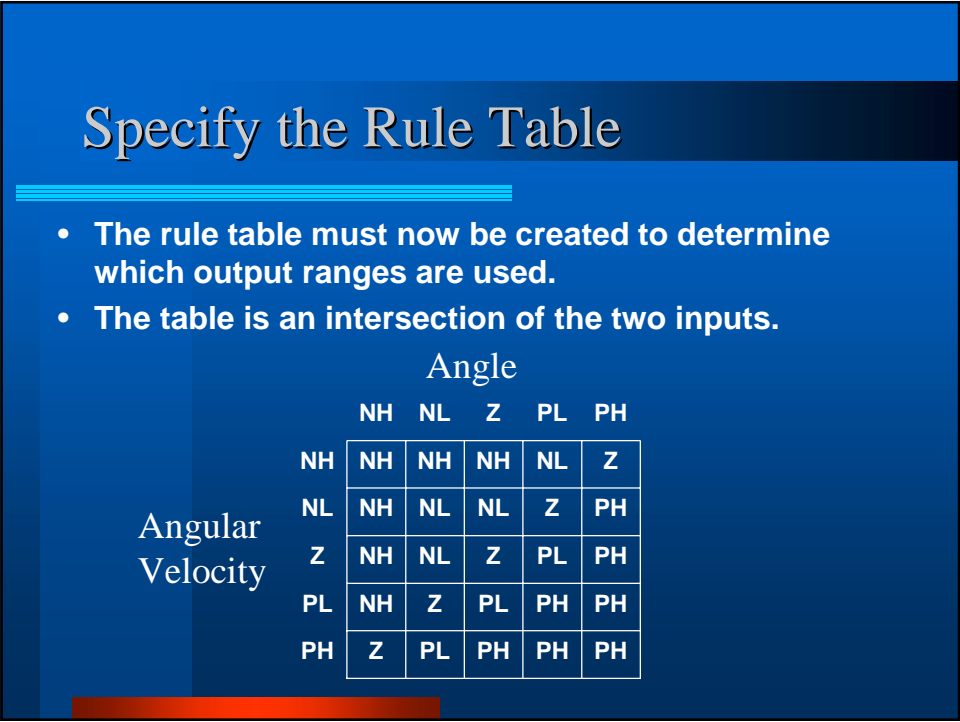 Specify the Rule Table
• The rule table must now be created to determine
which output ranges are used.
• The table is an intersection of the two inputs.
Angle
NH NL Z PL PH
NH NH NH NH NL Z
NL NH NL NL Z PH
Angular
Velocity
Z NH NL Z PL PH
PL NH Z PL PH PH
PH Z PL PH PH PH